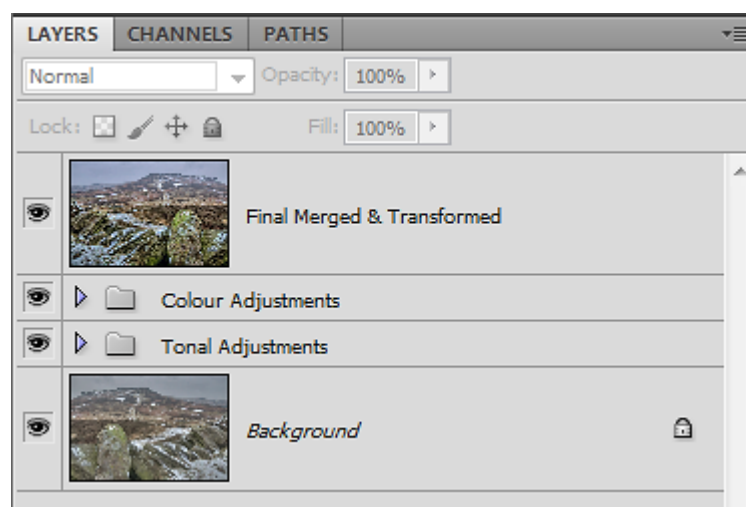 LAYERS CHANNELS PATHS
Normal Opacity: 100%
Lock: Fill: 100%
Final Merged & Transformed
Colour Adjustments
Tonal Adjustments
Background